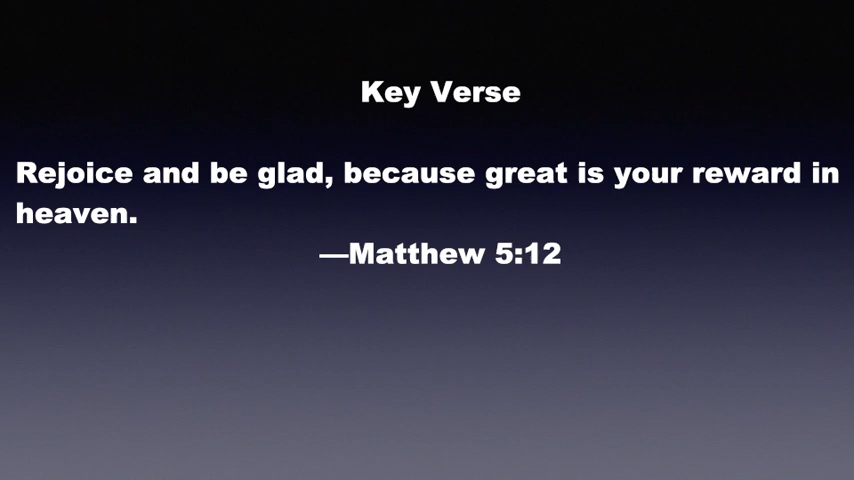 Key Verse
Rejoice and be glad, because great is your reward in
heaven.
—Matthew 5:12